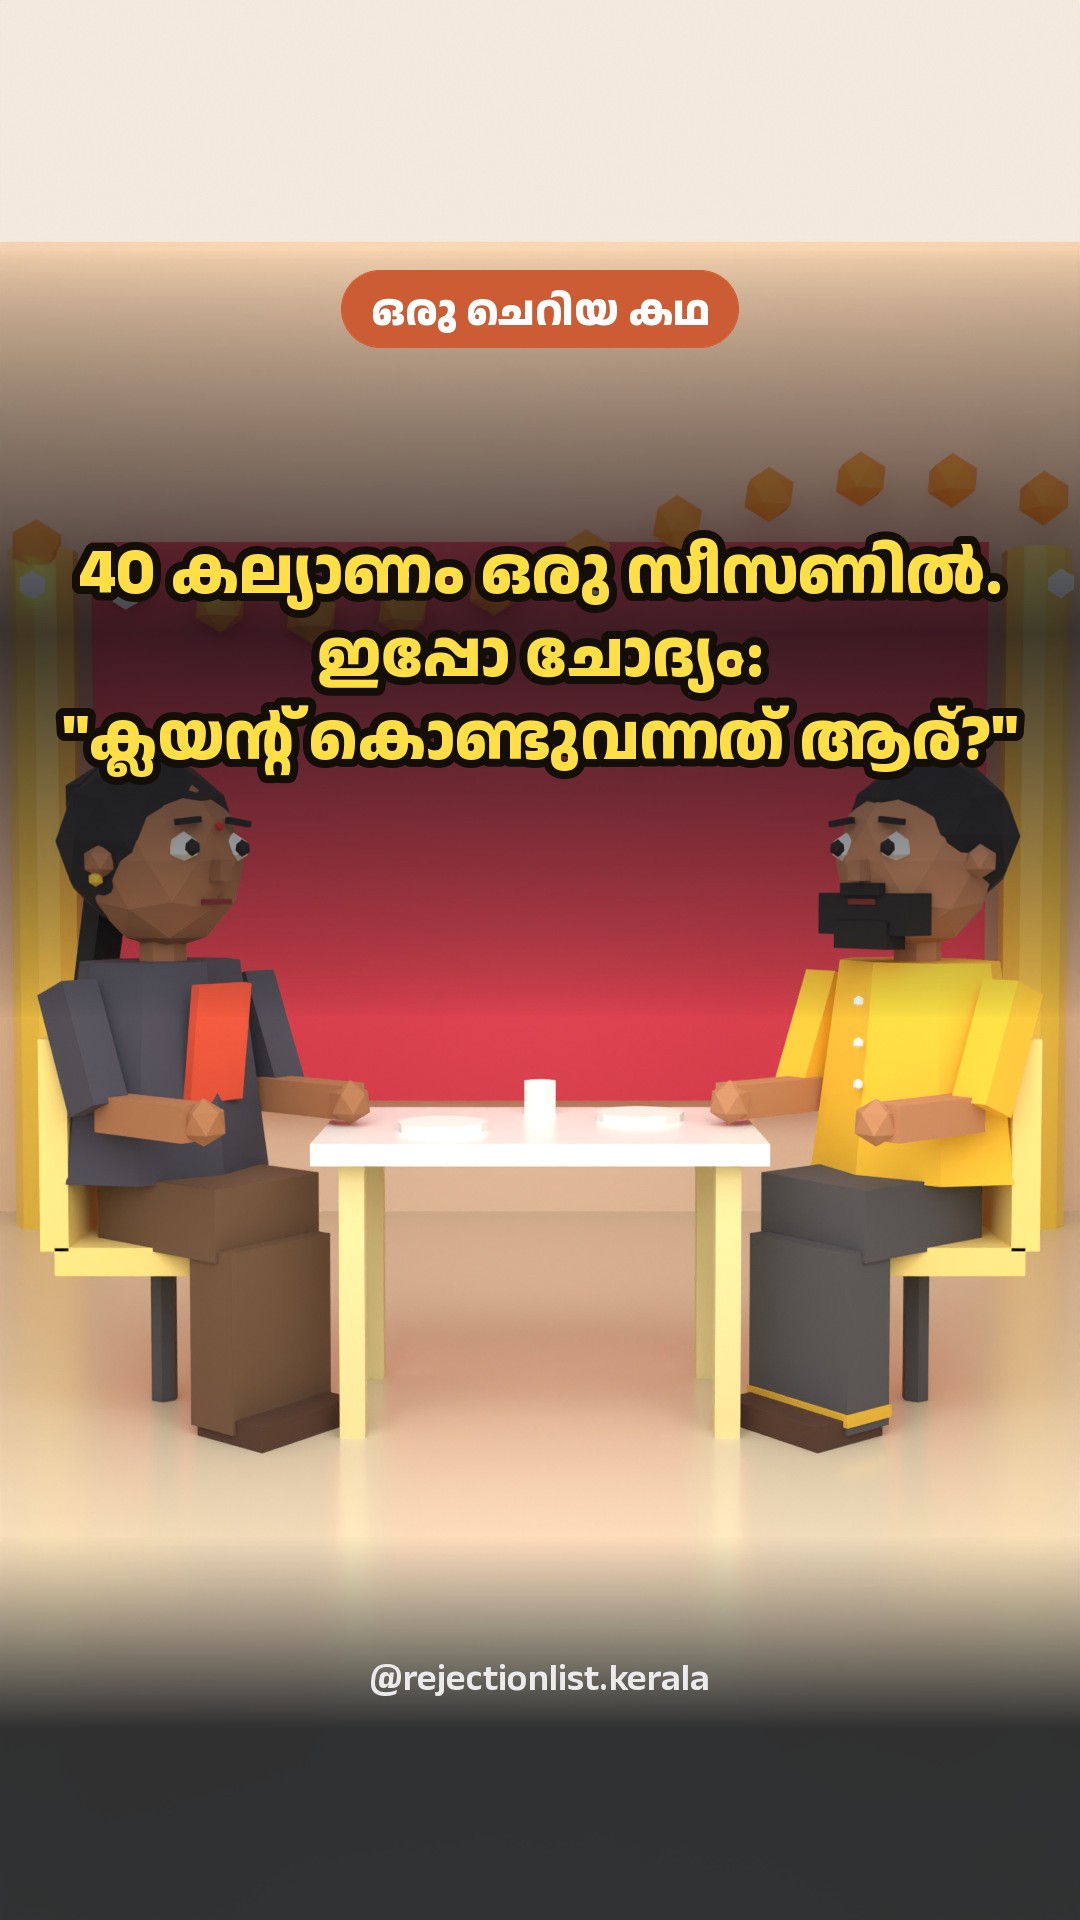 ഒരു ചെറിയ കഥ
40 കല്യാണം ഒരു സീസണിൽ.
ഇപ്പോ ചോദ്യം:
"ക്ലയന്റ് കൊണ്ടുവന്നത് ആര്?"
@rejectionlist.kerala